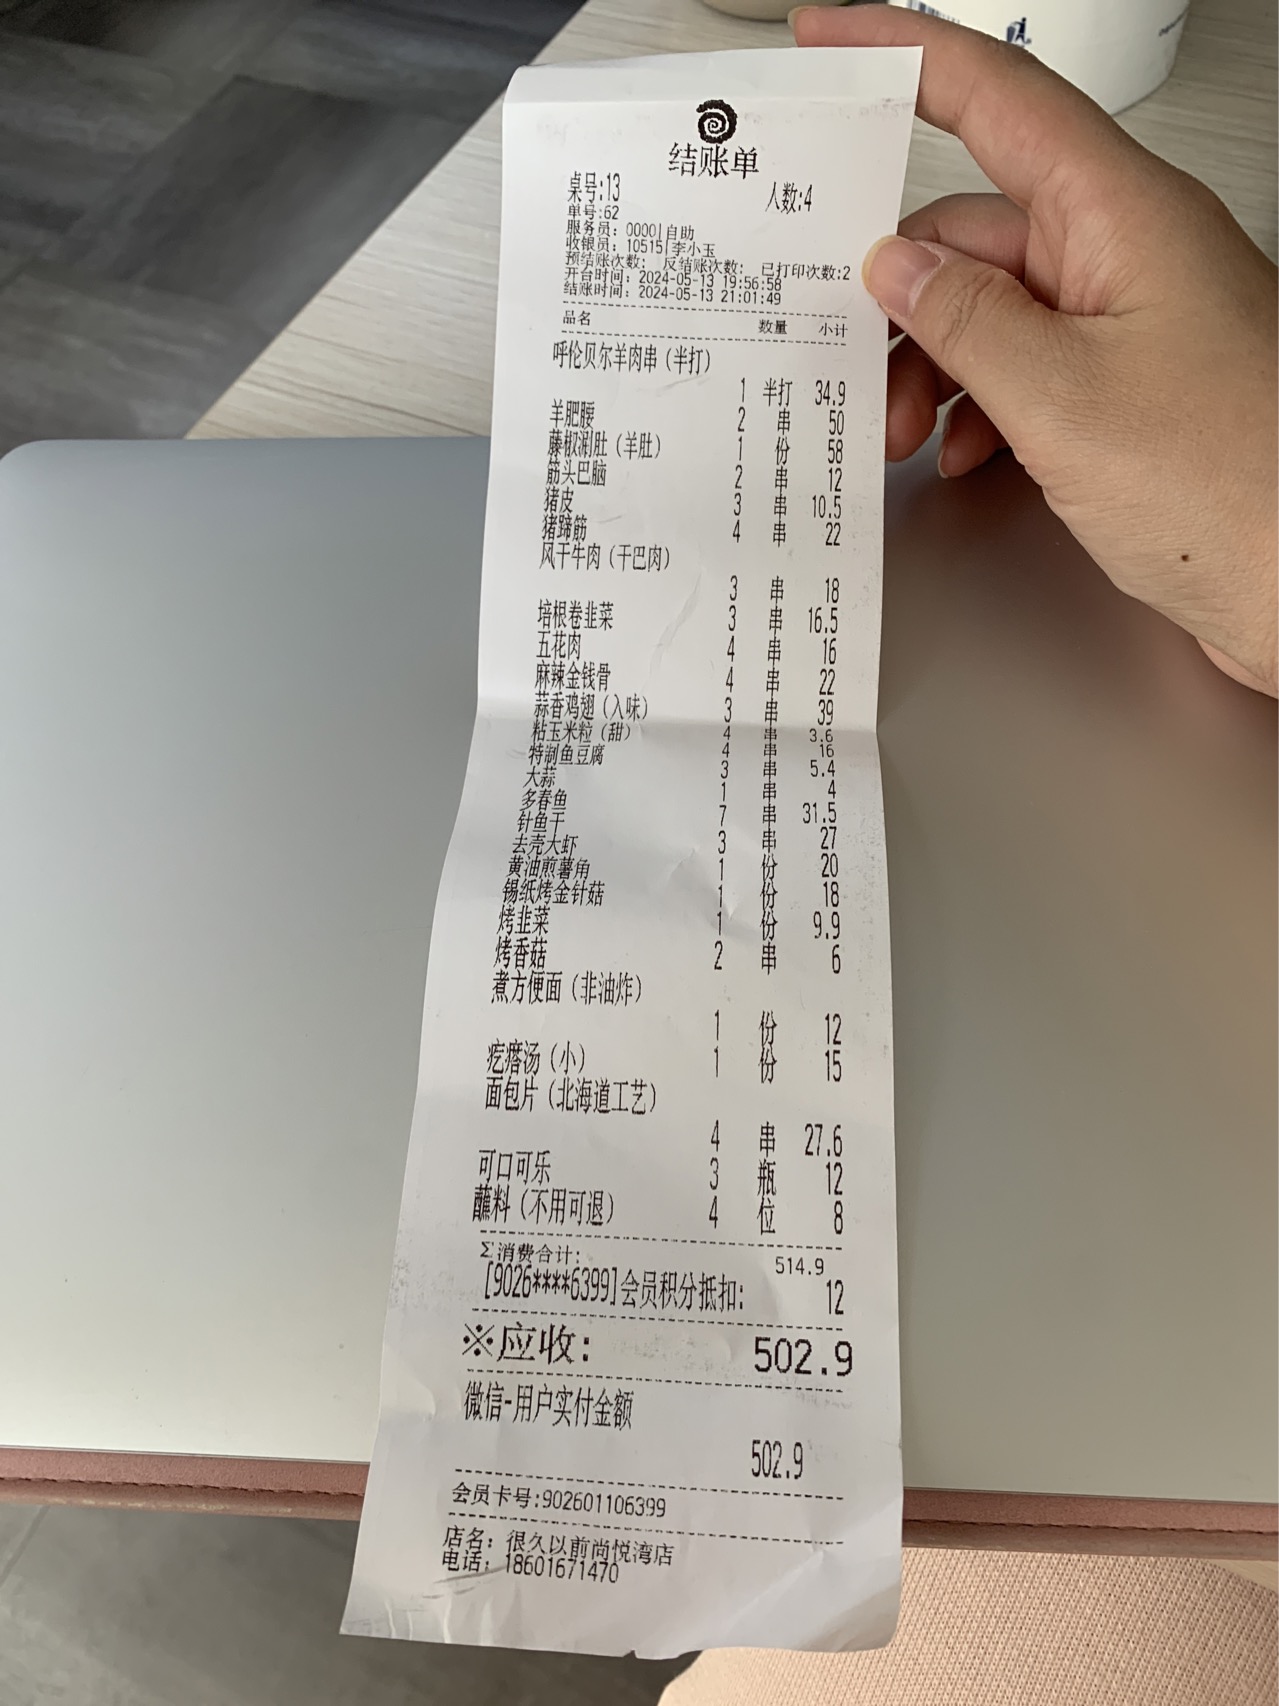 结账单
桌号:13 人数:4
单号:62
服务员: 0000|自助
收银员: 10515|李小玉
预结账次数: 反结账次数: 已打印次数:2
开台时间: 2024-05-13 19:56:58
结账时间: 2024-05-13 21:01:49
品名 数量 小计
呼伦贝尔羊肉串(半打)
1 半打 34.9
羊肥腰 2 串 50
藤椒涮肚(羊肚) 1 份 58
筋头巴脑 2 串 12
猪皮 3 串 10.5
猪蹄筋 4 串 22
风干牛肉(干巴肉)
3 串 18
培根卷韭菜 3 串 16.5
五花肉 4 串 16
麻辣金钱骨 4 串 22
蒜香鸡翅(入味) 3 串 39
粘玉米粒(甜) 4 串 3.6
特制鱼豆腐 4 串 16
大蒜 3 串 5.4
多春鱼 1 串 4
针鱼干 7 串 31.5
去壳大虾 3 串 27
黄油煎薯角 1 份 20
锡纸烤金针菇 1 份 18
烤韭菜 1 份 9.9
烤香菇 2 串 6
煮方便面(非油炸)
1 份 12
疙瘩汤(小) 1 份 15
面包片(北海道工艺)
4 串 27.6
可口可乐 3 瓶 12
蘸料(不用可退) 4 位 8
Σ消费合计: 514.9
[9026****6399]会员积分抵扣: 12
※应收: 502.9
微信-用户实付金额
502.9
会员卡号:902601106399
店名: 很久以前尚悦湾店
电话: 18601671470